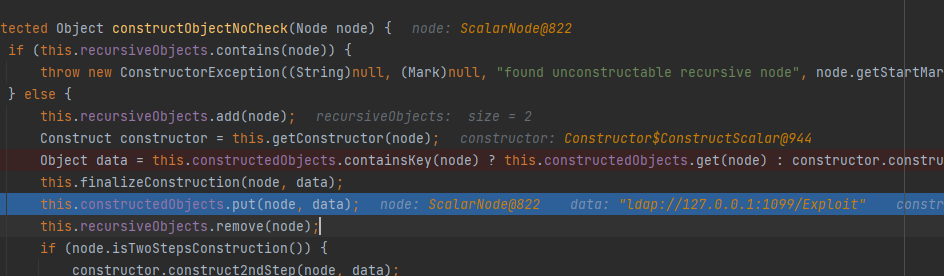 tected Object constructObjectNoCheck(Node node) {   node: ScalarNode@822
if (this.recursiveObjects.contains(node)) {
throw new ConstructorException((String)null, (Mark)null, "found unconstructable recursive node", node.getStartMar
} else {
this.recursiveObjects.add(node);   recursiveObjects:  size = 2
Construct constructor = this.getConstructor(node);   constructor: Constructor$ConstructScalar@944
Object data = this.constructedObjects.containsKey(node) ? this.constructedObjects.get(node) : constructor.constru
this.finalizeConstruction(node, data);
this.constructedObjects.put(node, data);   node: ScalarNode@822    data: "ldap://127.0.0.1:1099/Exploit"    constr
this.recursiveObjects.remove(node);
if (node.isTwoStepsConstruction()) {
constructor.construct2ndStep(node, data);